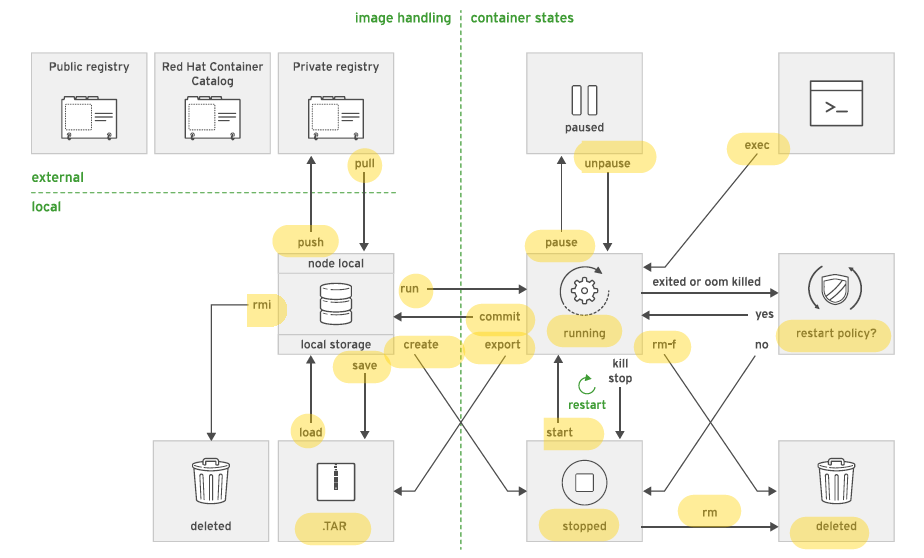 image handling
container states
Public registry
Red Hat Container
Catalog
Private registry
paused
>_
pull
unpause
exec
external
local
push
pause
node local
run
exited or oom killed
rmi
commit
running
yes
restart policy?
local storage
create
export
rm-f
no
save
kill
stop
restart
load
start
deleted
.TAR
stopped
rm
deleted